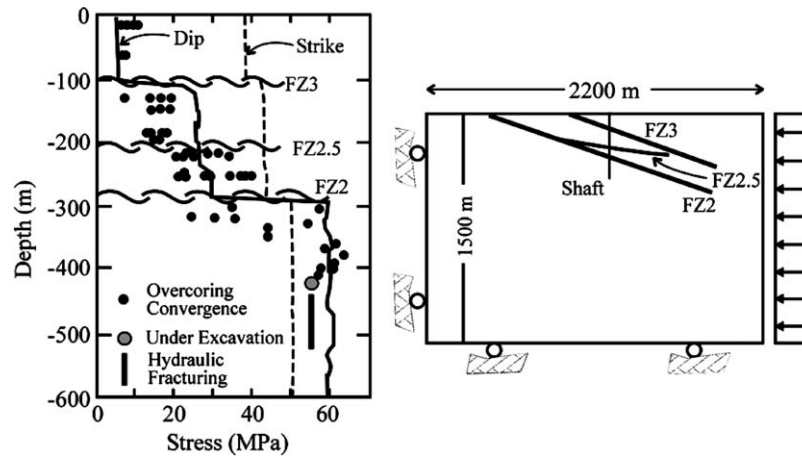 0
-100
-200
-300
-400
-500
-600
Depth (m)
Dip
Strike
FZ3
FZ2.5
FZ2
Overcoring
Convergence
Under Excavation
Hydraulic
Fracturing
0 20 40 60
Stress (MPa)
2200 m
1500 m
FZ3
FZ2.5
Shaft
FZ2